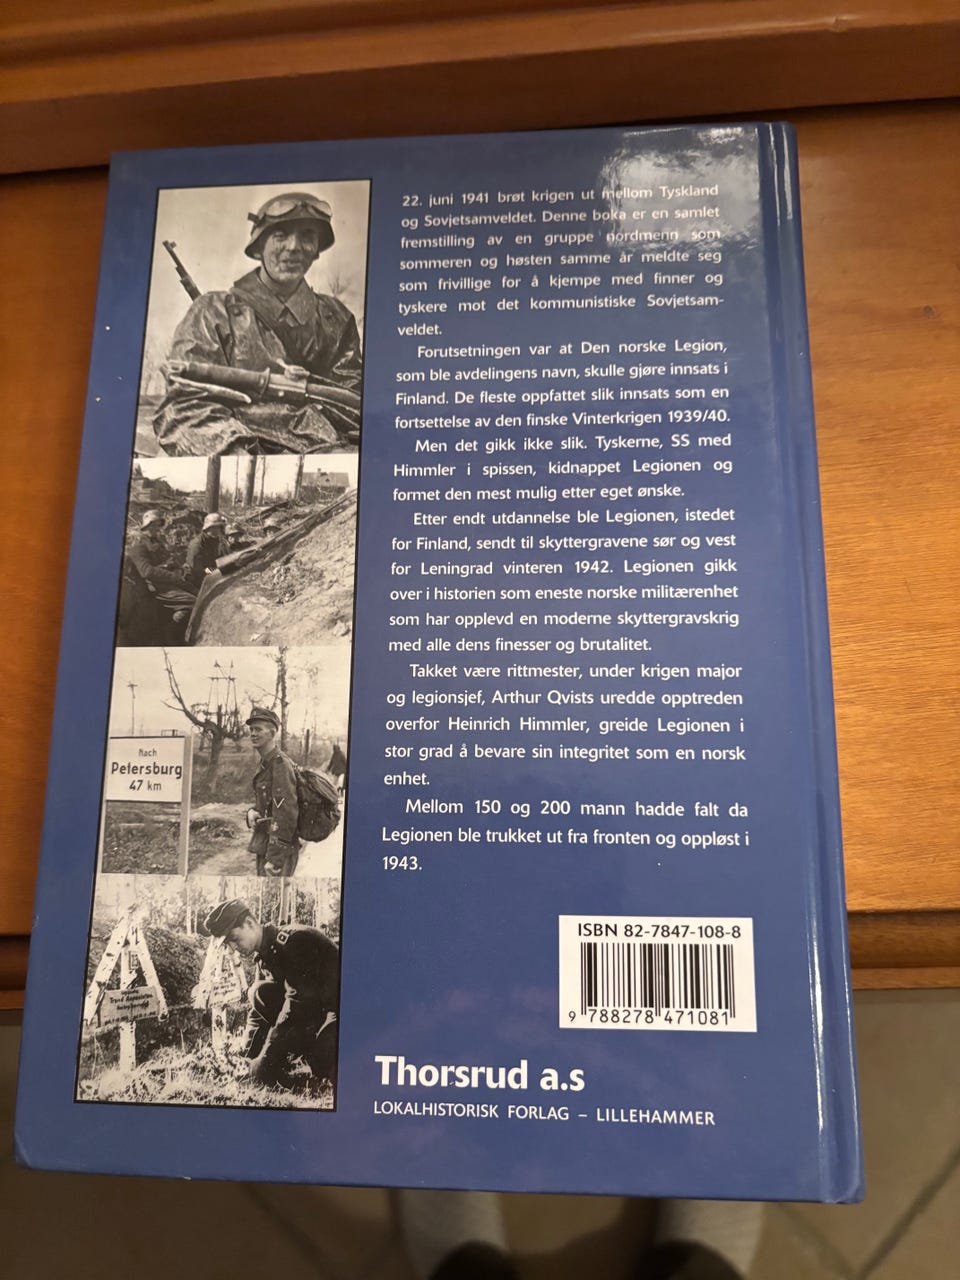 22. juni 1941 brøt krigen ut mellom Tyskland
og Sovjetsamveldet. Denne boka er en samlet
fremstilling av en gruppe nordmenn som
sommeren og høsten samme år meldte seg
som frivillige for å kjempe med finner og
tyskere mot det kommunistiske Sovjetsam-
veldet.
Forutsetningen var at Den norske Legion,
som ble avdelingens navn, skulle gjøre innsats i
Finland. De fleste oppfattet slik innsats som en
fortsettelse av den finske Vinterkrigen 1939/40.
Men det gikk ikke slik. Tyskerne, SS med
Himmler i spissen, kidnappet Legionen og
formet den mest mulig etter eget ønske.
Etter endt utdannelse ble Legionen, istedet
for Finland, sendt til skyttergravene sør og vest
for Leningrad vinteren 1942. Legionen gikk
over i historien som eneste norske militærenhet
som har opplevd en moderne skyttergravskrig
med alle dens finesser og brutalitet.
Takket være rittmester, under krigen major
og legionsjef, Arthur Qvists uredde opptreden
overfor Heinrich Himmler, greide Legionen i
stor grad å bevare sin integritet som en norsk
enhet.
Mellom 150 og 200 mann hadde falt da
Legionen ble trukket ut fra fronten og oppløst i
1943.
Nach
Petersburg
47 km
ISBN 82-7847-108-8
9 788278 471081
Thorsrud a.s
LOKALHISTORISK FORLAG – LILLEHAMMER